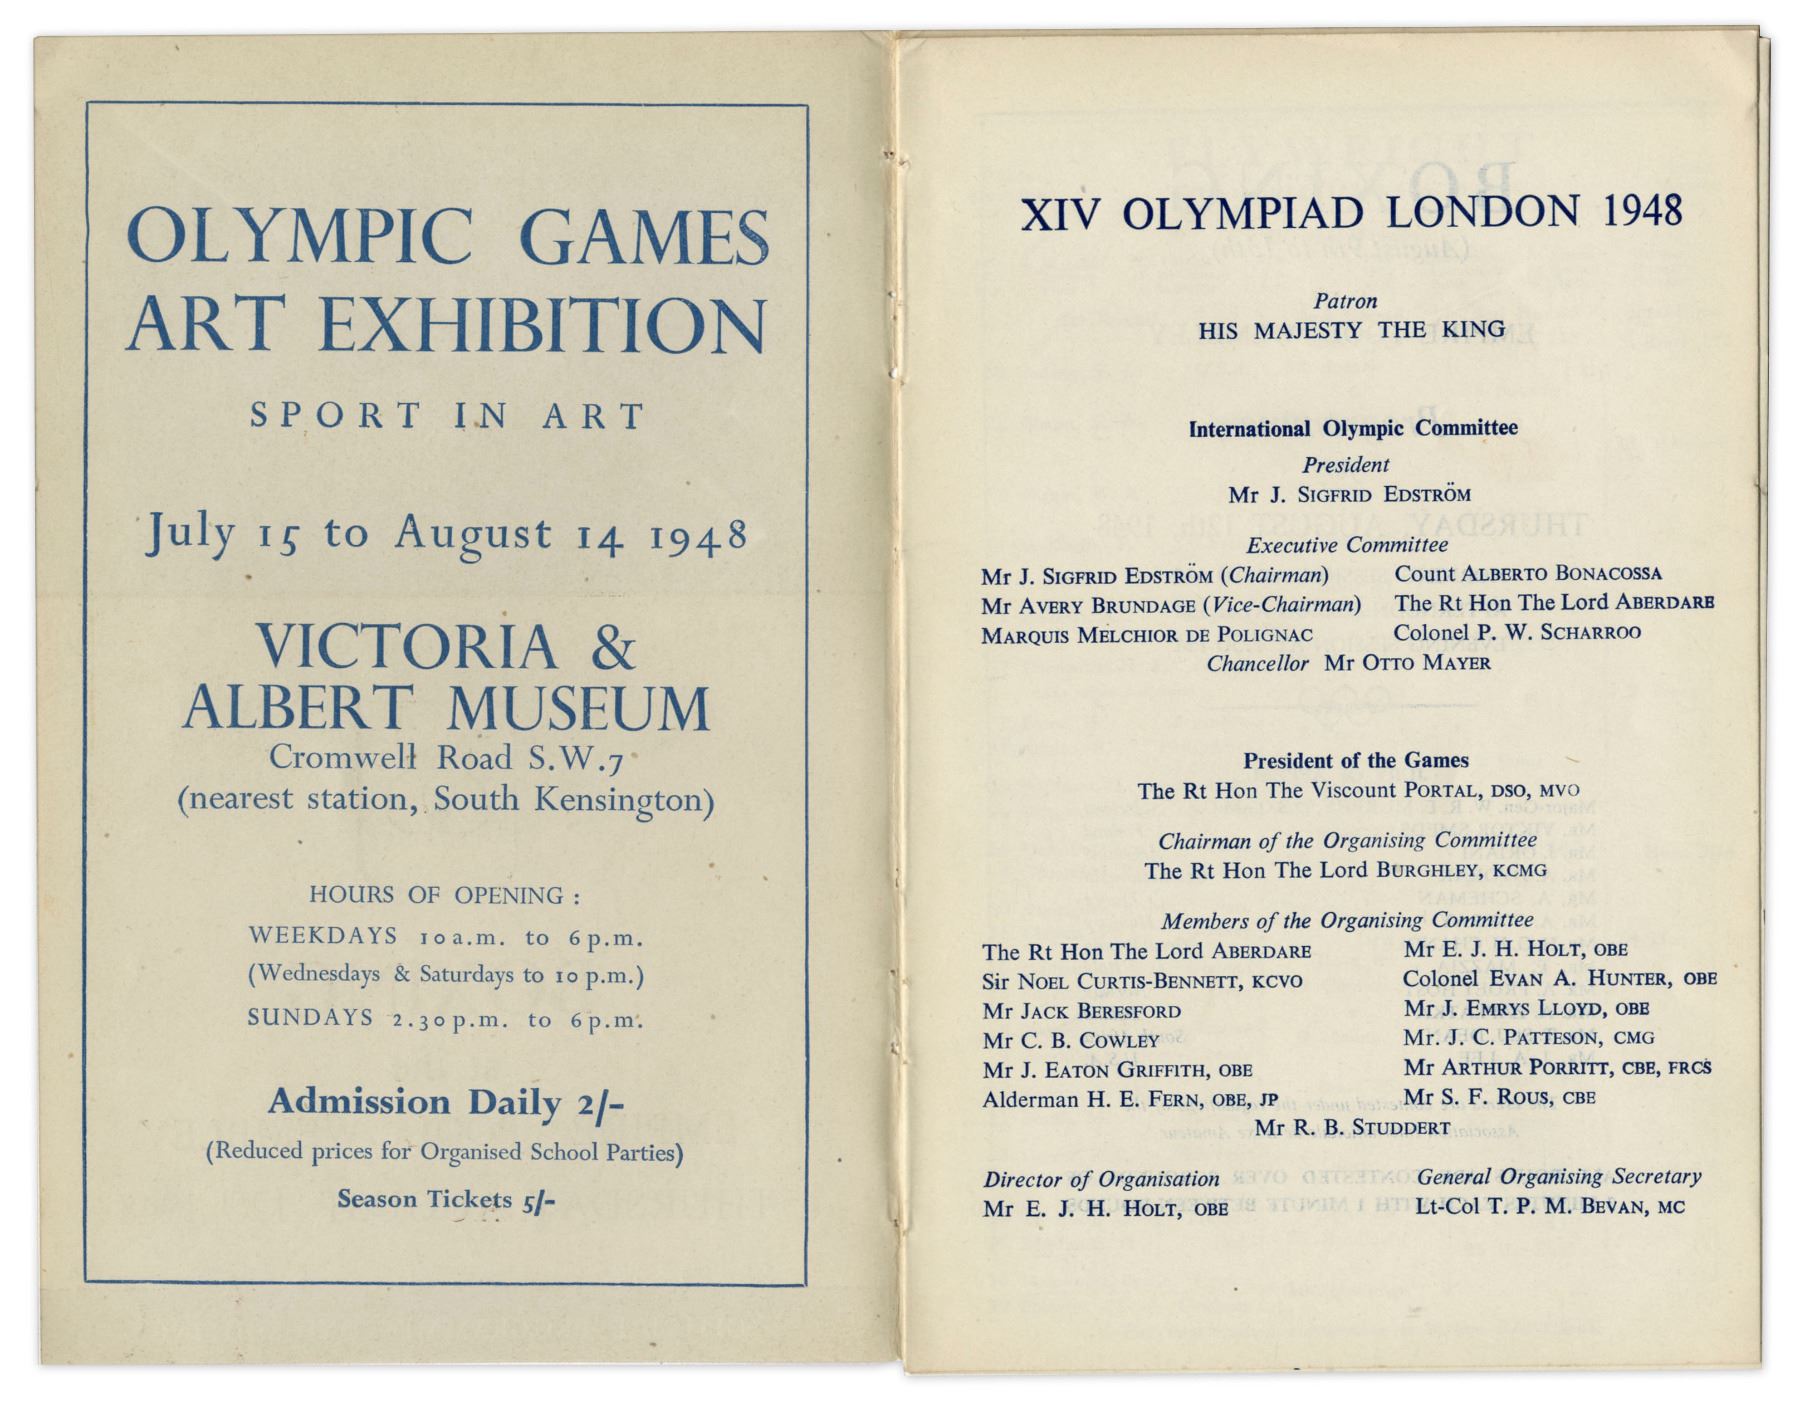 OLYMPIC GAMES
ART EXHIBITION
SPORT IN ART
July 15 to August 14 1948
VICTORIA &
ALBERT MUSEUM
Cromwell Road S.W.7
(nearest station, South Kensington)
HOURS OF OPENING :
WEEKDAYS 10 a.m. to 6 p.m.
(Wednesdays & Saturdays to 10 p.m.)
SUNDAYS 2.30 p.m. to 6 p.m.
Admission Daily 2/-
(Reduced prices for Organised School Parties)
Season Tickets 5/-
XIV OLYMPIAD LONDON 1948
Patron
HIS MAJESTY THE KING
International Olympic Committee
President
Mr J. SIGFRID EDSTRÖM
Executive Committee
Mr J. SIGFRID EDSTRÖM (Chairman) Count ALBERTO BONACOSSA
Mr AVERY BRUNDAGE (Vice-Chairman) The Rt Hon The Lord ABERDARE
MARQUIS MELCHIOR DE POLIGNAC Colonel P. W. SCHARROO
Chancellor Mr OTTO MAYER
President of the Games
The Rt Hon The Viscount PORTAL, DSO, MVO
Chairman of the Organising Committee
The Rt Hon The Lord BURGHLEY, KCMG
Members of the Organising Committee
The Rt Hon The Lord ABERDARE Mr E. J. H. HOLT, OBE
Sir NOEL CURTIS-BENNETT, KCVO Colonel EVAN A. HUNTER, OBE
Mr JACK BERESFORD Mr J. EMRYS LLOYD, OBE
Mr C. B. COWLEY Mr. J. C. PATTESON, CMG
Mr J. EATON GRIFFITH, OBE Mr ARTHUR PORRITT, CBE, FRCS
Alderman H. E. FERN, OBE, JP Mr S. F. ROUS, CBE
Mr R. B. STUDDERT
Director of Organisation General Organising Secretary
Mr E. J. H. HOLT, OBE Lt-Col T. P. M. BEVAN, MC